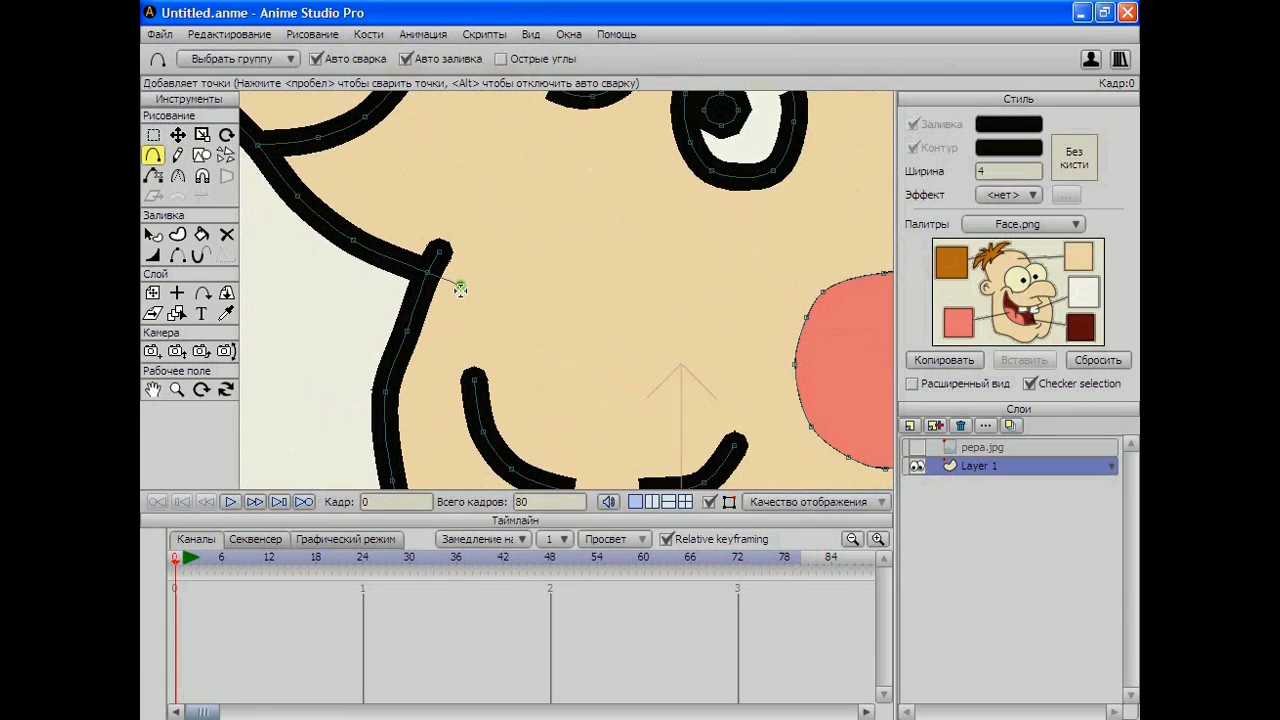 Untitled.anme - Anime Studio Pro
Файл Редактирование Рисование Кости Анимация Скрипты Вид Окна Помощь
Выбрать группу Авто сварка Авто заливка Острые углы
Добавляет точки (Нажмите <пробел> чтобы сварить точки, <Alt> чтобы отключить авто сварку) Кадр:0
Инструменты
Рисование
Заливка
Слой
Камера
Рабочее поле
Стиль
Заливка
Контур
Без кисти
Ширина 4
Эффект <нет> ...
Палитры Face.png
Копировать Вставить Сбросить
Расширенный вид Checker selection
Слои
pepa.jpg
Layer 1
Кадр: 0 Всего кадров: 80 Качество отображения
Таймлайн
Каналы Секвенсер Графический режим Замедление на 1 Просвет Relative keyframing
0 6 12 18 24 30 36 42 48 54 60 66 72 78 84
0 1 2 3